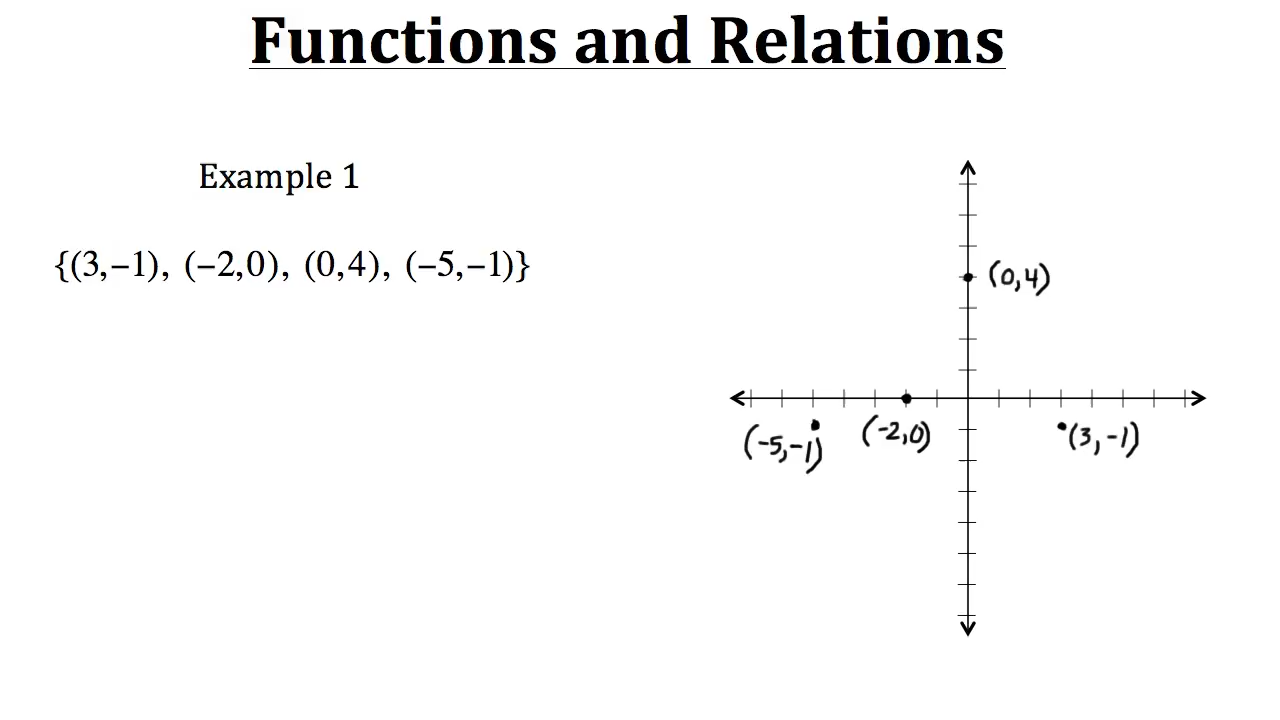 Functions and Relations
Example 1
{(3,−1), (−2,0), (0,4), (−5,−1)}
(0,4)
(-5,-1)
(-2,0)
(3,-1)